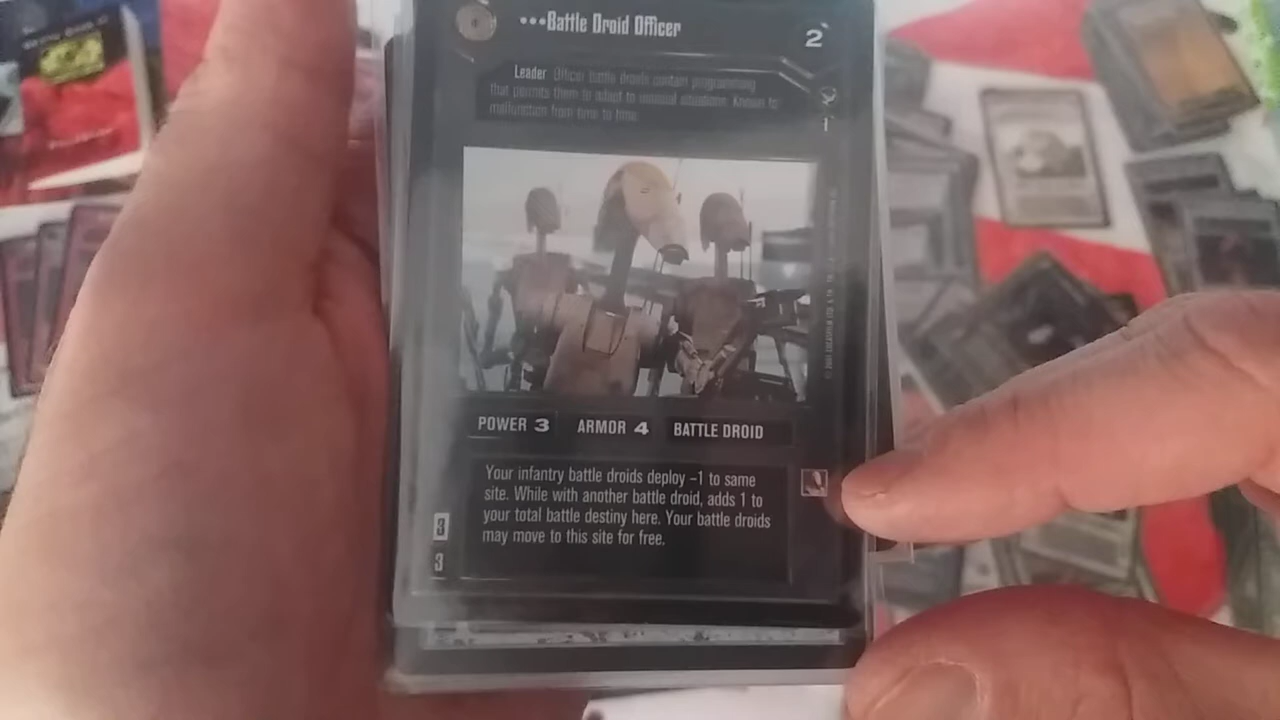 •••Battle Droid Officer
2
Leader Officer battle droids contain programming
that permits them to adapt to unusual situations. Known to
malfunction from time to time.
1
POWER 3 ARMOR 4 BATTLE DROID
Your infantry battle droids deploy –1 to same
site. While with another battle droid, adds 1 to
your total battle destiny here. Your battle droids
may move to this site for free.
3
3